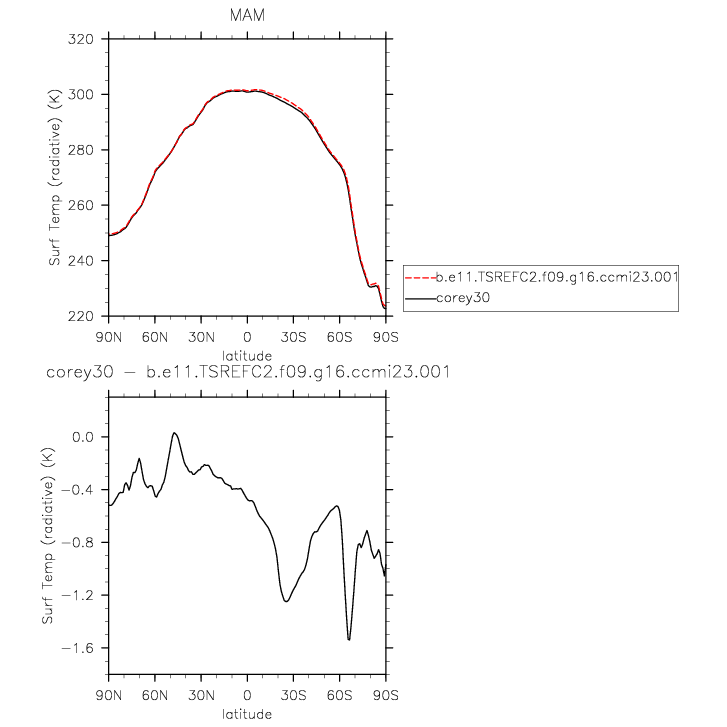 MAM
320
300
280
260
240
220
Surf Temp (radiative) (K)
90N 60N 30N 0 30S 60S 90S
latitude
b.e11.TSREFC2.f09.g16.ccmi23.001
corey30
corey30 − b.e11.TSREFC2.f09.g16.ccmi23.001
0.0
−0.4
−0.8
−1.2
−1.6
Surf Temp (radiative) (K)
90N 60N 30N 0 30S 60S 90S
latitude